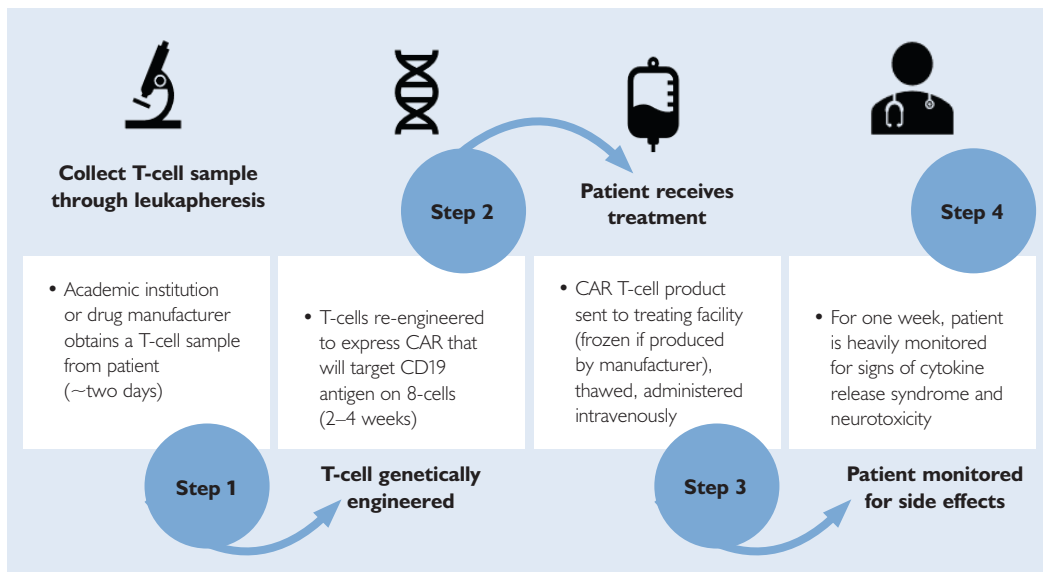 Collect T-cell sample
through leukapheresis
• Academic institution
or drug manufacturer
obtains a T-cell sample
from patient
(~two days)
Step 1
Step 2
• T-cells re-engineered
to express CAR that
will target CD19
antigen on 8-cells
(2–4 weeks)
T-cell genetically
engineered
Patient receives
treatment
• CAR T-cell product
sent to treating facility
(frozen if produced
by manufacturer),
thawed, administered
intravenously
Step 3
Step 4
• For one week, patient
is heavily monitored
for signs of cytokine
release syndrome and
neurotoxicity
Patient monitored
for side effects